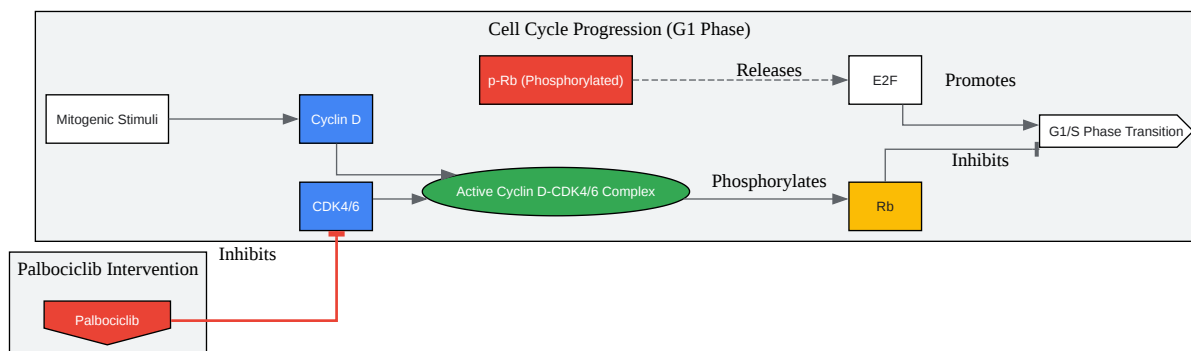 Cell Cycle Progression (G1 Phase)
p-Rb (Phosphorylated)
Releases
E2F
Promotes
Mitogenic Stimuli
Cyclin D
G1/S Phase Transition
Inhibits
Active Cyclin D-CDK4/6 Complex
Phosphorylates
CDK4/6
Rb
Inhibits
Palbociclib Intervention
Palbociclib